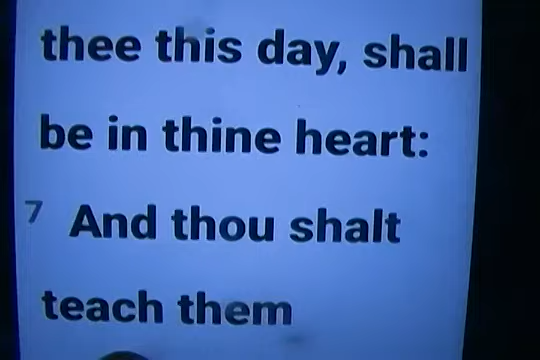 thee this day, shall
be in thine heart:
7 And thou shalt
teach them